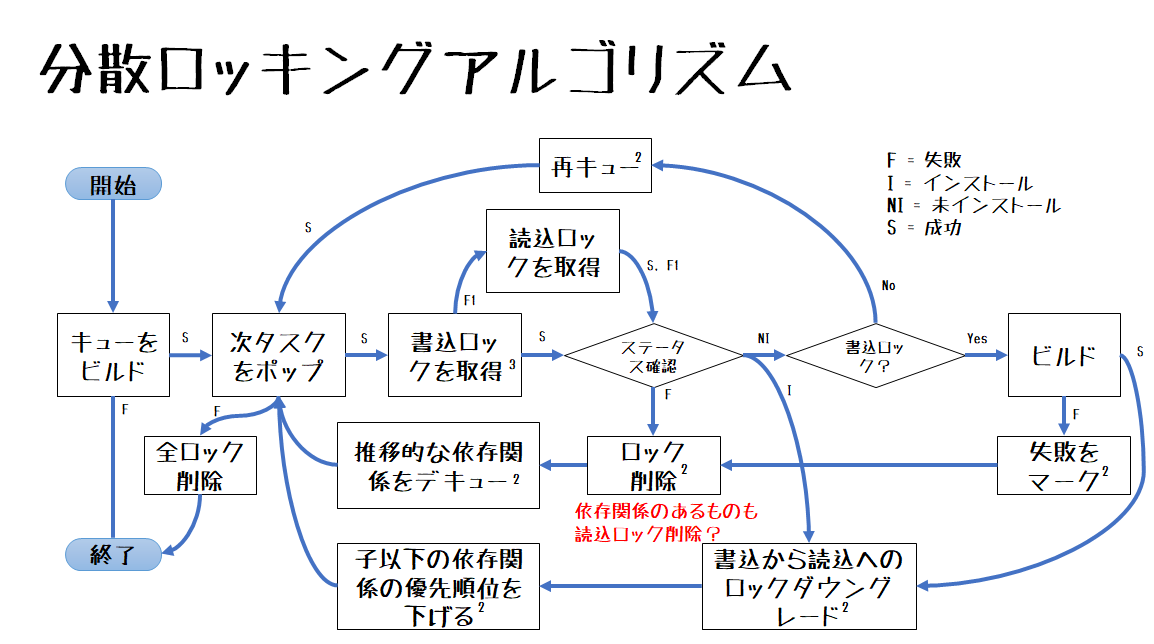 分散ロッキングアルゴリズム
再キュー2
F = 失敗
I = インストール
NI = 未インストール
S = 成功
開始
S
読込ロッ
クを取得
S, F1
No
F1
キューを
ビルド
S
次タスク
をポップ
S
書込ロッ
クを取得3
S
ステータ
ス確認
NI
書込ロッ
ク?
Yes
ビルド
S
F
F
F
I
F
全ロック
削除
推移的な依存関
係をデキュー2
ロック
削除2
失敗を
マーク2
依存関係のあるものも
読込ロック削除?
終了
子以下の依存関
係の優先順位を
下げる2
書込から読込への
ロックダウング
レード2